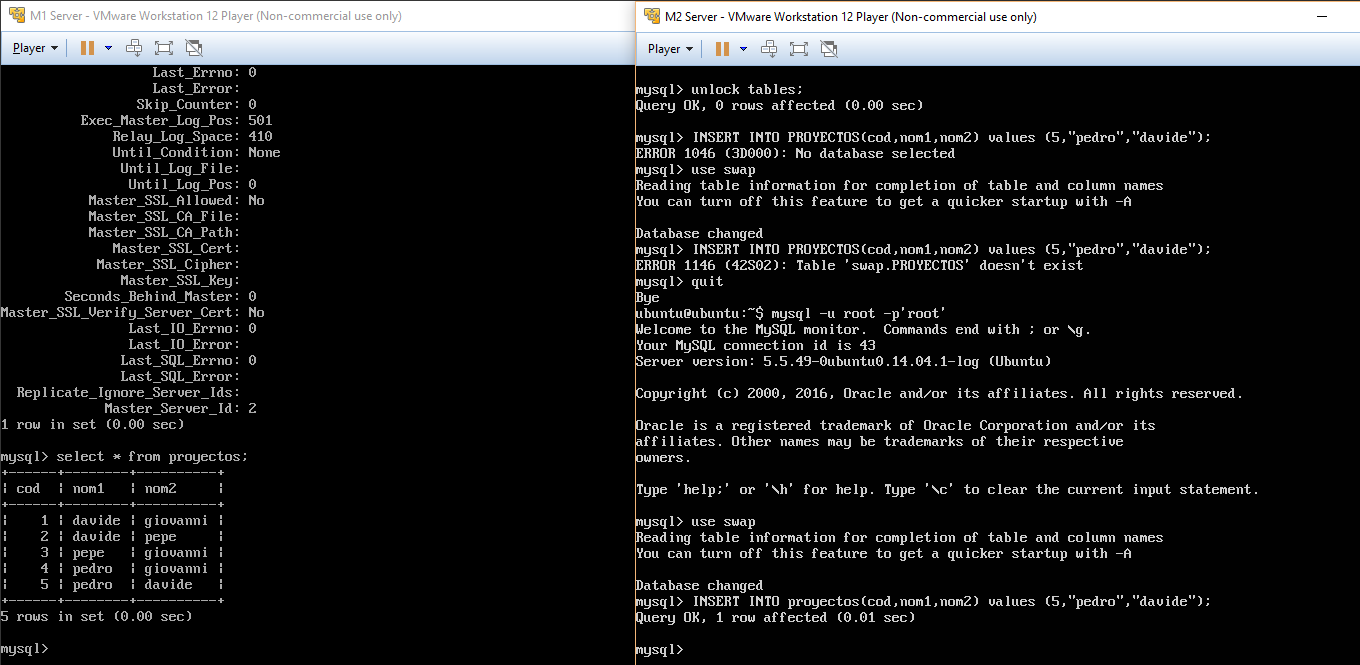 M1 Server - VMware Workstation 12 Player (Non-commercial use only)
Player
Last_Errno: 0
Last_Error:
Skip_Counter: 0
Exec_Master_Log_Pos: 501
Relay_Log_Space: 410
Until_Condition: None
Until_Log_File:
Until_Log_Pos: 0
Master_SSL_Allowed: No
Master_SSL_CA_File:
Master_SSL_CA_Path:
Master_SSL_Cert:
Master_SSL_Cipher:
Master_SSL_Key:
Seconds_Behind_Master: 0
Master_SSL_Verify_Server_Cert: No
Last_IO_Errno: 0
Last_IO_Error:
Last_SQL_Errno: 0
Last_SQL_Error:
Replicate_Ignore_Server_Ids:
Master_Server_Id: 2
1 row in set (0.00 sec)
mysql> select * from proyectos;
+------+--------+----------+
| cod  | nom1   | nom2     |
+------+--------+----------+
|    1 | davide | giovanni |
|    2 | davide | pepe     |
|    3 | pepe   | giovanni |
|    4 | pedro  | giovanni |
|    5 | pedro  | davide   |
+------+--------+----------+
5 rows in set (0.00 sec)
mysql>
M2 Server - VMware Workstation 12 Player (Non-commercial use only)
Player
mysql> unlock tables;
Query OK, 0 rows affected (0.00 sec)
mysql> INSERT INTO PROYECTOS(cod,nom1,nom2) values (5,"pedro","davide");
ERROR 1046 (3D000): No database selected
mysql> use swap
Reading table information for completion of table and column names
You can turn off this feature to get a quicker startup with -A
Database changed
mysql> INSERT INTO PROYECTOS(cod,nom1,nom2) values (5,"pedro","davide");
ERROR 1146 (42S02): Table 'swap.PROYECTOS' doesn't exist
mysql> quit
Bye
ubuntu@ubuntu:~$ mysql -u root -p'root'
Welcome to the MySQL monitor.  Commands end with ; or \g.
Your MySQL connection id is 43
Server version: 5.5.49-0ubuntu0.14.04.1-log (Ubuntu)
Copyright (c) 2000, 2016, Oracle and/or its affiliates. All rights reserved.
Oracle is a registered trademark of Oracle Corporation and/or its
affiliates. Other names may be trademarks of their respective
owners.
Type 'help;' or '\h' for help. Type '\c' to clear the current input statement.
mysql> use swap
Reading table information for completion of table and column names
You can turn off this feature to get a quicker startup with -A
Database changed
mysql> INSERT INTO proyectos(cod,nom1,nom2) values (5,"pedro","davide");
Query OK, 1 row affected (0.01 sec)
mysql>